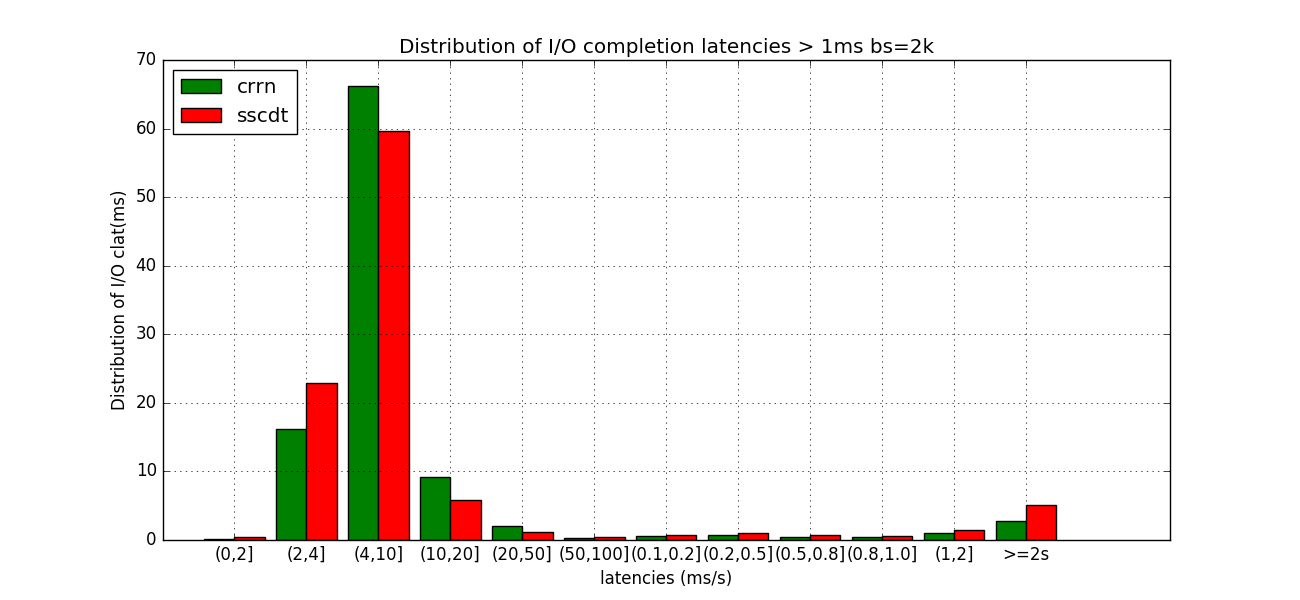 Distribution of I/O completion latencies > 1ms bs=2k
70
60
50
40
30
20
10
0
Distribution of I/O clat(ms)
crrn
sscdt
(0,2] (2,4] (4,10] (10,20] (20,50] (50,100] (0.1,0.2] (0.2,0.5] (0.5,0.8] (0.8,1.0] (1,2] >=2s
latencies (ms/s)